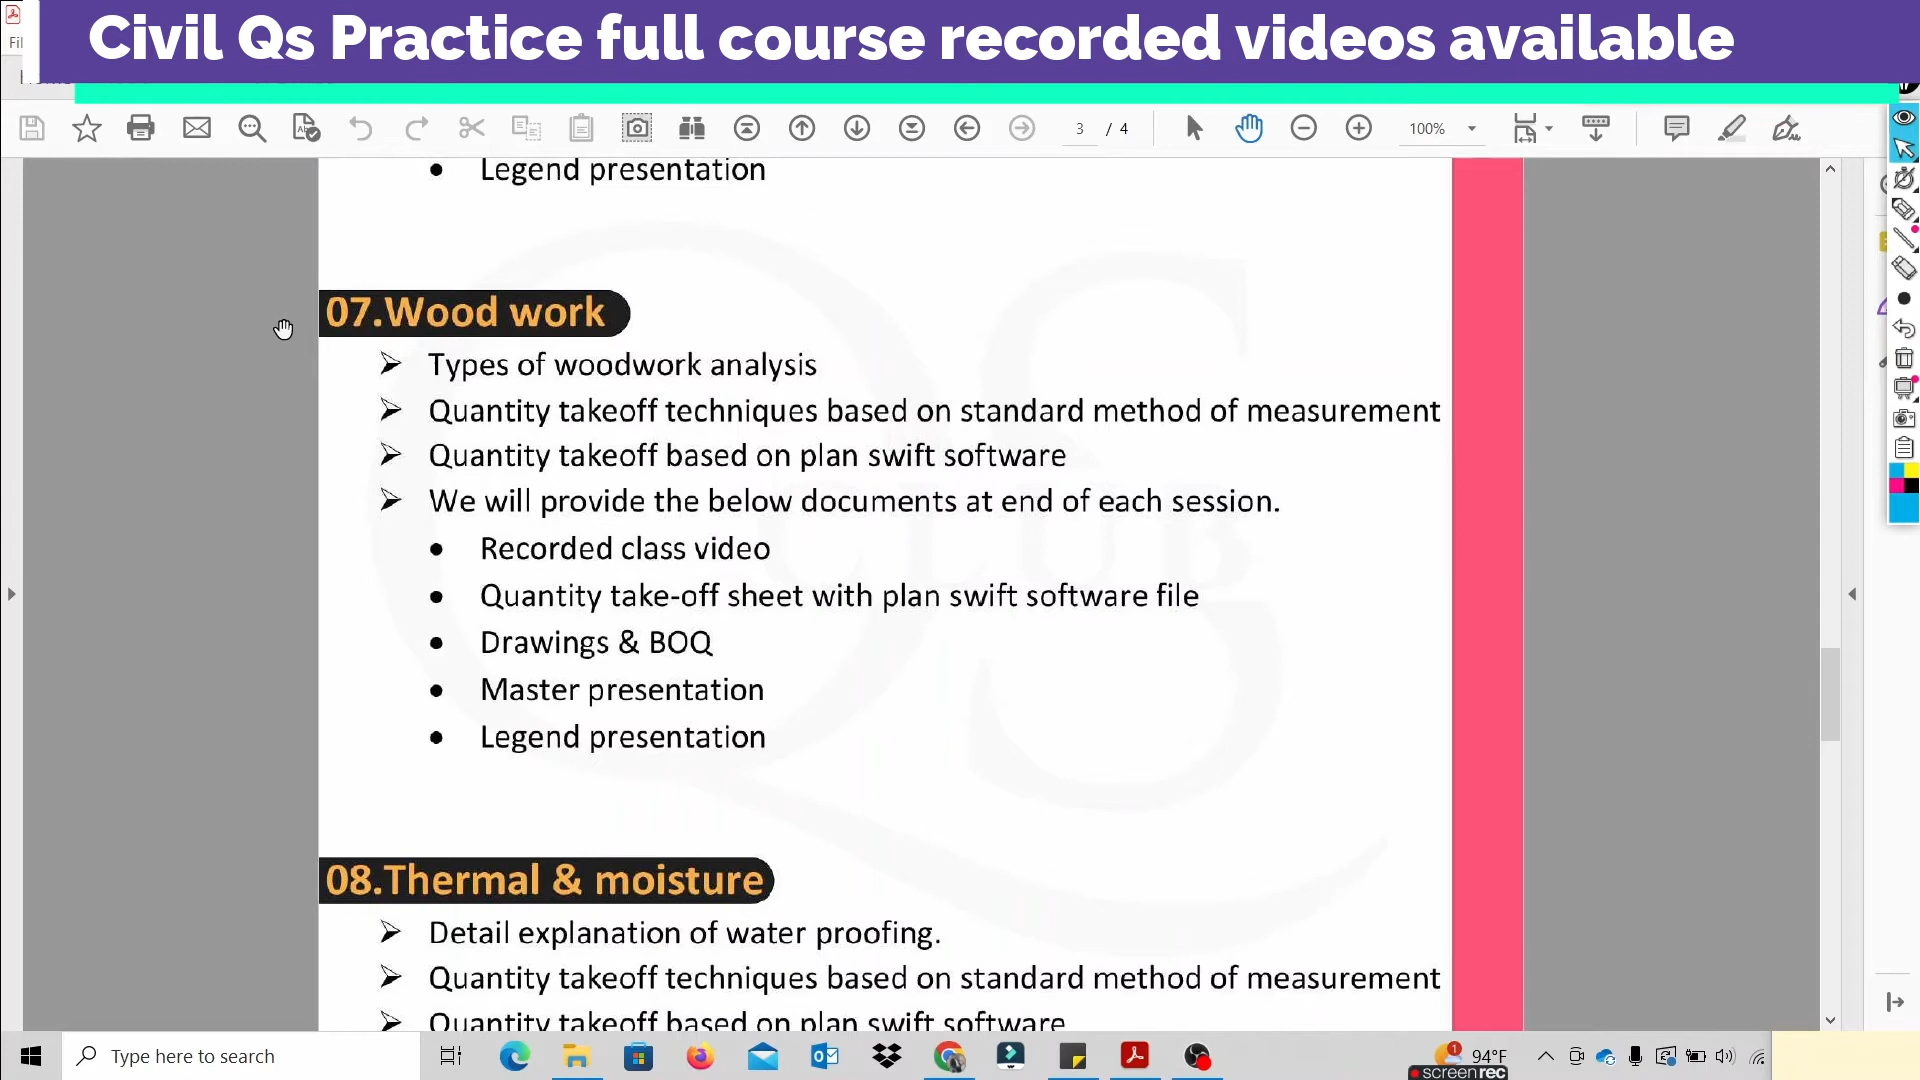 Civil Qs Practice full course recorded videos available
Fil
3 / 4
100%
Legend presentation
07.Wood work
Types of woodwork analysis
Quantity takeoff techniques based on standard method of measurement
Quantity takeoff based on plan swift software
We will provide the below documents at end of each session.
Recorded class video
Quantity take-off sheet with plan swift software file
Drawings & BOQ
Master presentation
Legend presentation
QS
CLUB
08.Thermal & moisture
Detail explanation of water proofing.
Quantity takeoff techniques based on standard method of measurement
Quantity takeoff based on plan swift software
Type here to search
1
94°F
screenrec